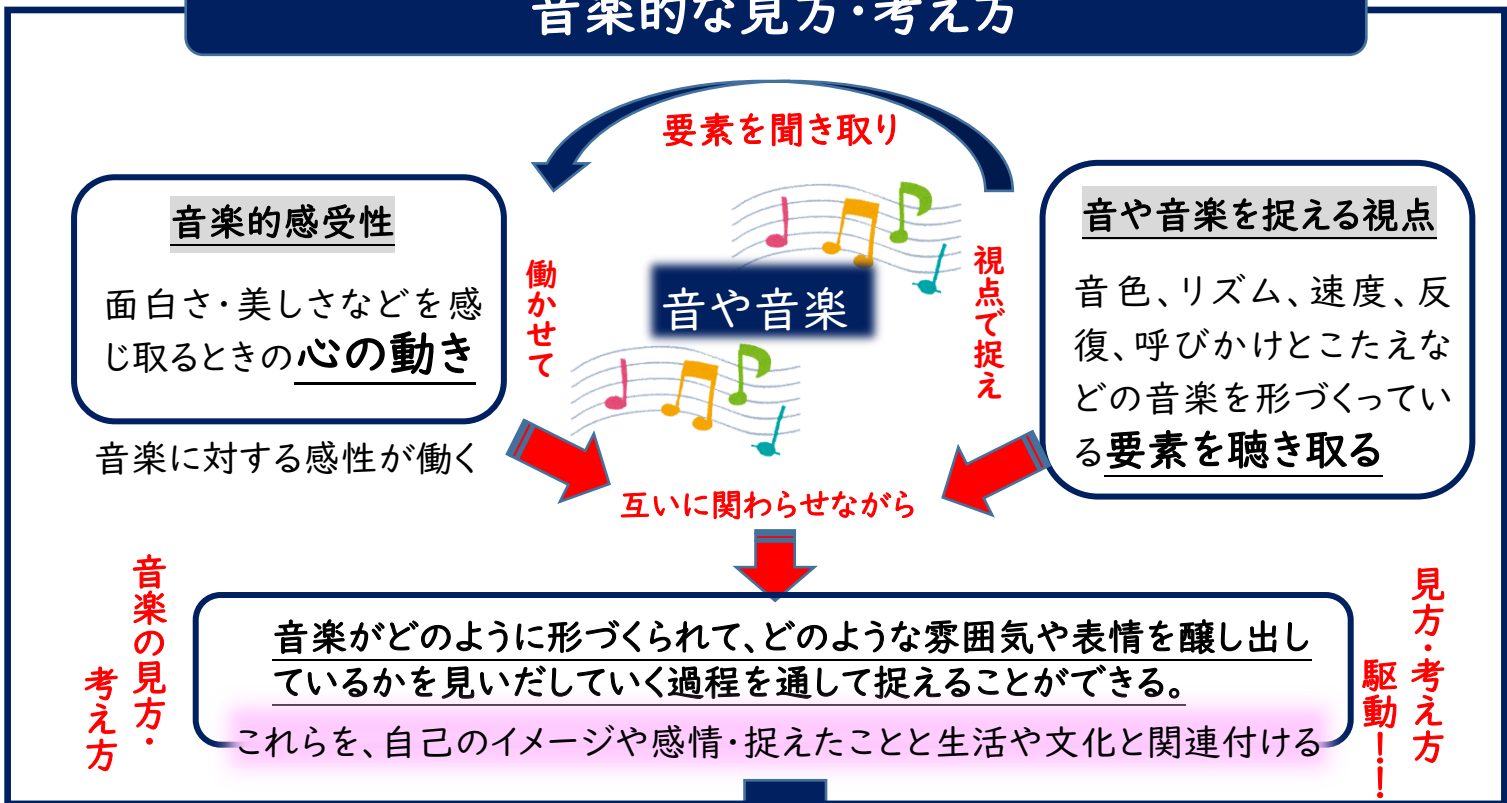 音楽的な見方・考え方
要素を聞き取り
音楽的感受性
面白さ・美しさなどを感
じ取るときの心の動き
音楽に対する感性が働く
働かせて
音や音楽
視点で捉え
音や音楽を捉える視点
音色、リズム、速度、反
復、呼びかけとこたえな
どの音楽を形づくってい
る要素を聴き取る
互いに関わらせながら
音楽の見方・
考え方
音楽がどのように形づくられて、どのような雰囲気や表情を醸し出し
ているかを見いだしていく過程を通して捉えることができる。
これらを、自己のイメージや感情・捉えたことと生活や文化と関連付ける
見方・考え方
駆動！！